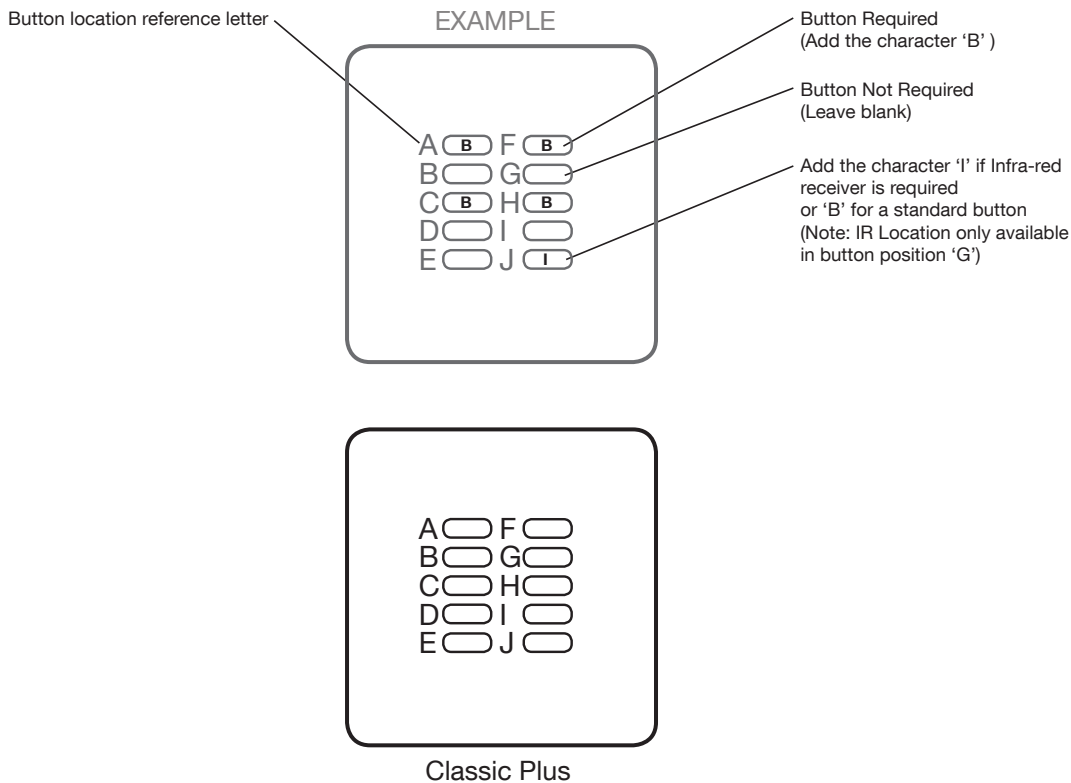 Button location reference letter
EXAMPLE
Button Required
(Add the character ‘B’ )
Button Not Required
(Leave blank)
Add the character ‘I’ if Infra-red
receiver is required
or ‘B’ for a standard button
(Note: IR Location only available
in button position ‘G’)
A B F B
B G
C B H B
D I
E J I
A F
B G
C H
D I
E J
Classic Plus